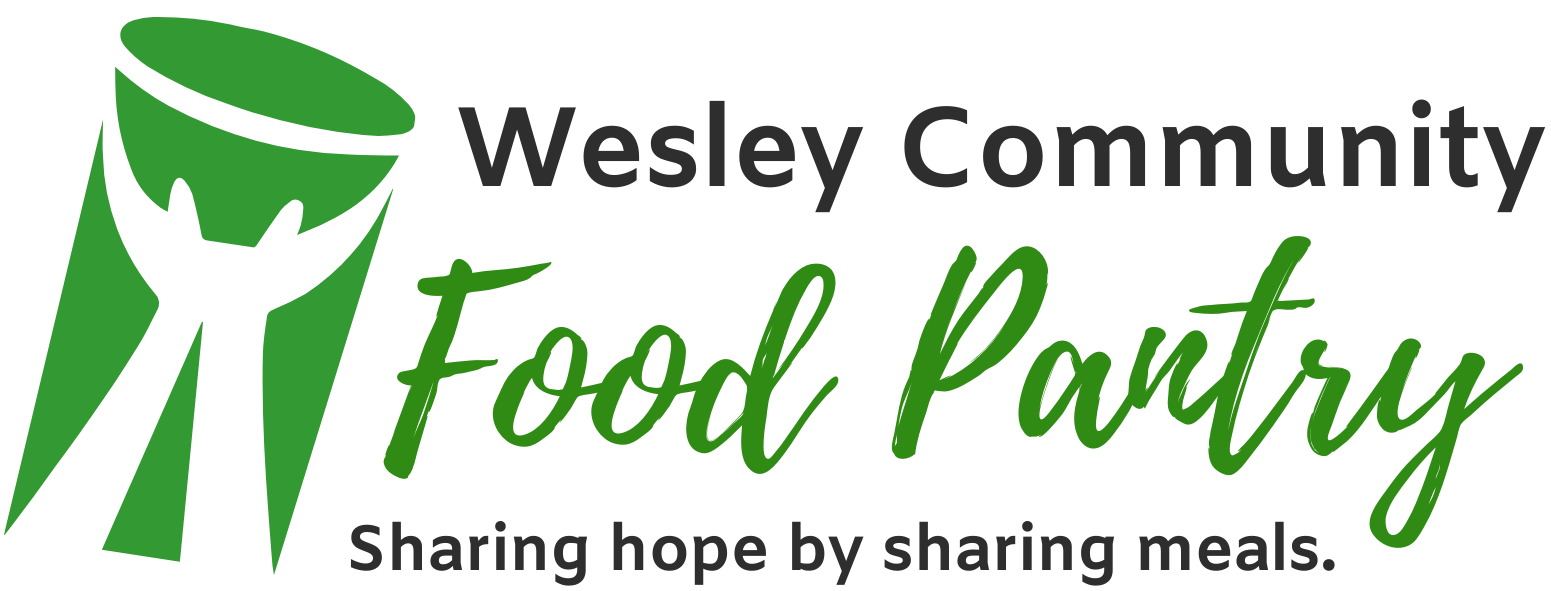 Wesley Community
Food Pantry
Sharing hope by sharing meals.